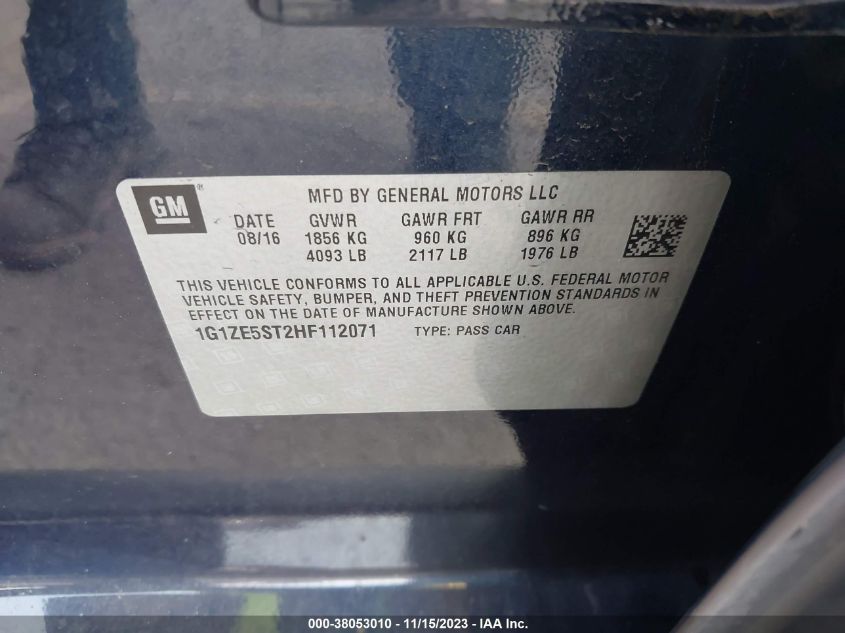 GM ®
MFD BY GENERAL MOTORS LLC
DATE GVWR GAWR FRT GAWR RR
08/16 1856 KG 960 KG 896 KG
4093 LB 2117 LB 1976 LB
THIS VEHICLE CONFORMS TO ALL APPLICABLE U.S. FEDERAL MOTOR
VEHICLE SAFETY, BUMPER, AND THEFT PREVENTION STANDARDS IN
EFFECT ON THE DATE OF MANUFACTURE SHOWN ABOVE.
1G1ZE5ST2HF112071 TYPE: PASS CAR
000-38053010 - 11/15/2023 - IAA Inc.